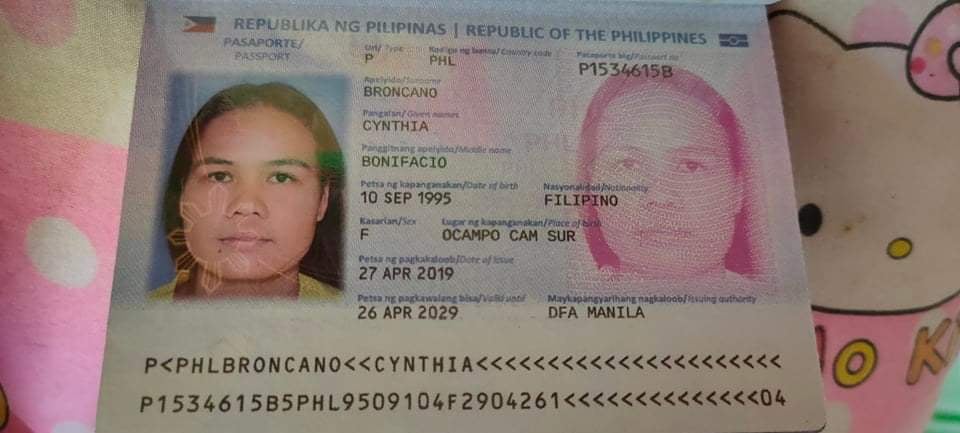 REPUBLIKA NG PILIPINAS | REPUBLIC OF THE PHILIPPINES
PASAPORTE/
PASSPORT
Uri/ Type
Kodigo ng bansa/ Country code
Pasaporte blg/Passport no
P
PHL
P1534615B
Apelyido/Surname
BRONCANO
Pangalan/ Given names
CYNTHIA
Panggitnang apelyido/Middle name
BONIFACIO
Petsa ng kapanganakan/Date of birth
Nasyonalidad/Nationality
10 SEP 1995
FILIPINO
Kasarian/Sex
Lugar ng kapanganakan/Place of birth
F
OCAMPO CAM SUR
Petsa ng pagkakaloob/Date of issue
27 APR 2019
Petsa ng pagkawalang bisa/Valid until
Maykapangyarihang nagkaloob/Issuing authority
26 APR 2029
DFA MANILA
P<PHLBRONCANO<<CYNTHIA<<<<<<<<<<<<<<<<<<<<<<
P1534615B5PHL9509104F2904261<<<<<<<<<<<<<<04